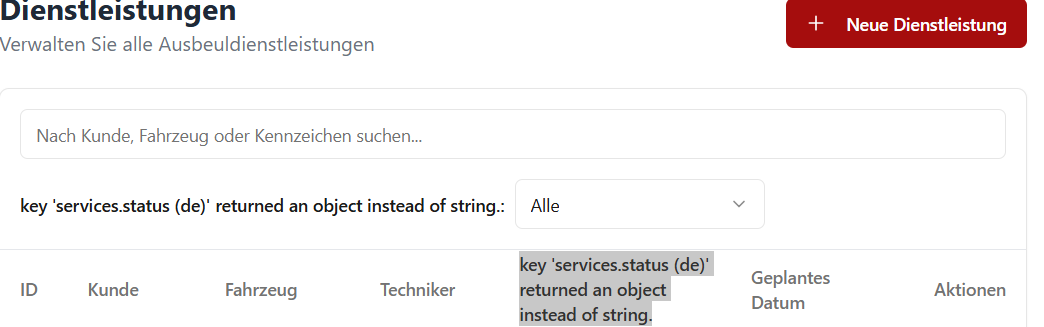 Dienstleistungen
Neue Dienstleistung
Verwalten Sie alle Ausbeuldienstleistungen
Nach Kunde, Fahrzeug oder Kennzeichen suchen...
key 'services.status (de)' returned an object instead of string.:
Alle
ID
Kunde
Fahrzeug
Techniker
key 'services.status (de)'
returned an object
instead of string.
Geplantes
Datum
Aktionen